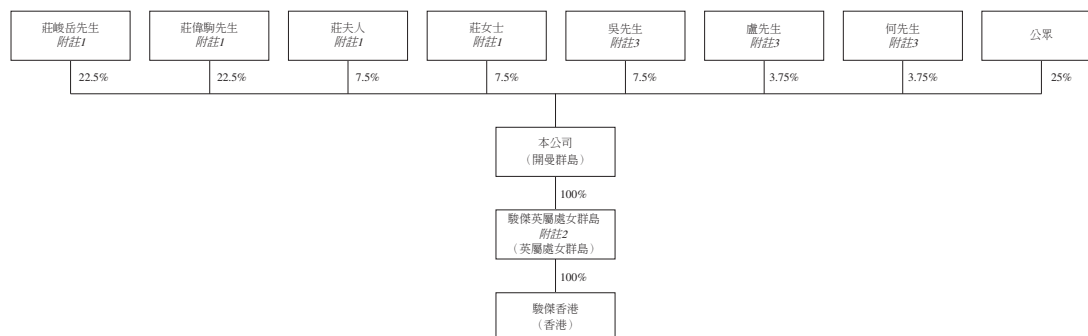 莊峻岳先生
附註1
莊偉駒先生
附註1
莊夫人
附註1
莊女士
附註1
吳先生
附註3
盧先生
附註3
何先生
附註3
公眾
22.5%
22.5%
7.5%
7.5%
7.5%
3.75%
3.75%
25%
本公司
（開曼群島）
100%
駿傑英屬處女群島
附註2
（英屬處女群島）
100%
駿傑香港
（香港）